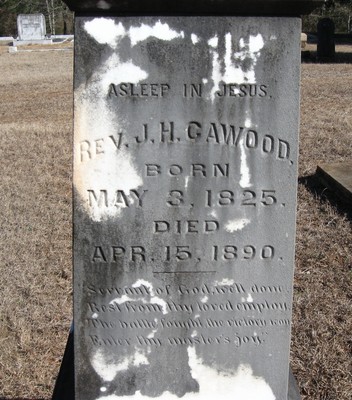 ASLEEP IN JESUS.
REV. J. H. CAWOOD.
BORN
MAY 3, 1825.
DIED
APR. 15, 1890.
Servant of God, well done,
Rest from thy loved employ
The battle fought the victory won
Enter thy master's joy.